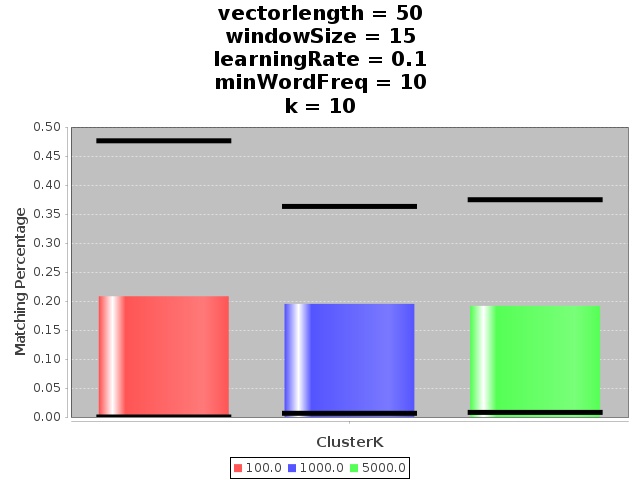 vectorlength = 50
windowSize = 15
learningRate = 0.1
minWordFreq = 10
k = 10
0.50
0.45
0.40
0.35
0.30
0.25
0.20
0.15
0.10
0.05
0.00
Matching Percentage
ClusterK
100.0 1000.0 5000.0